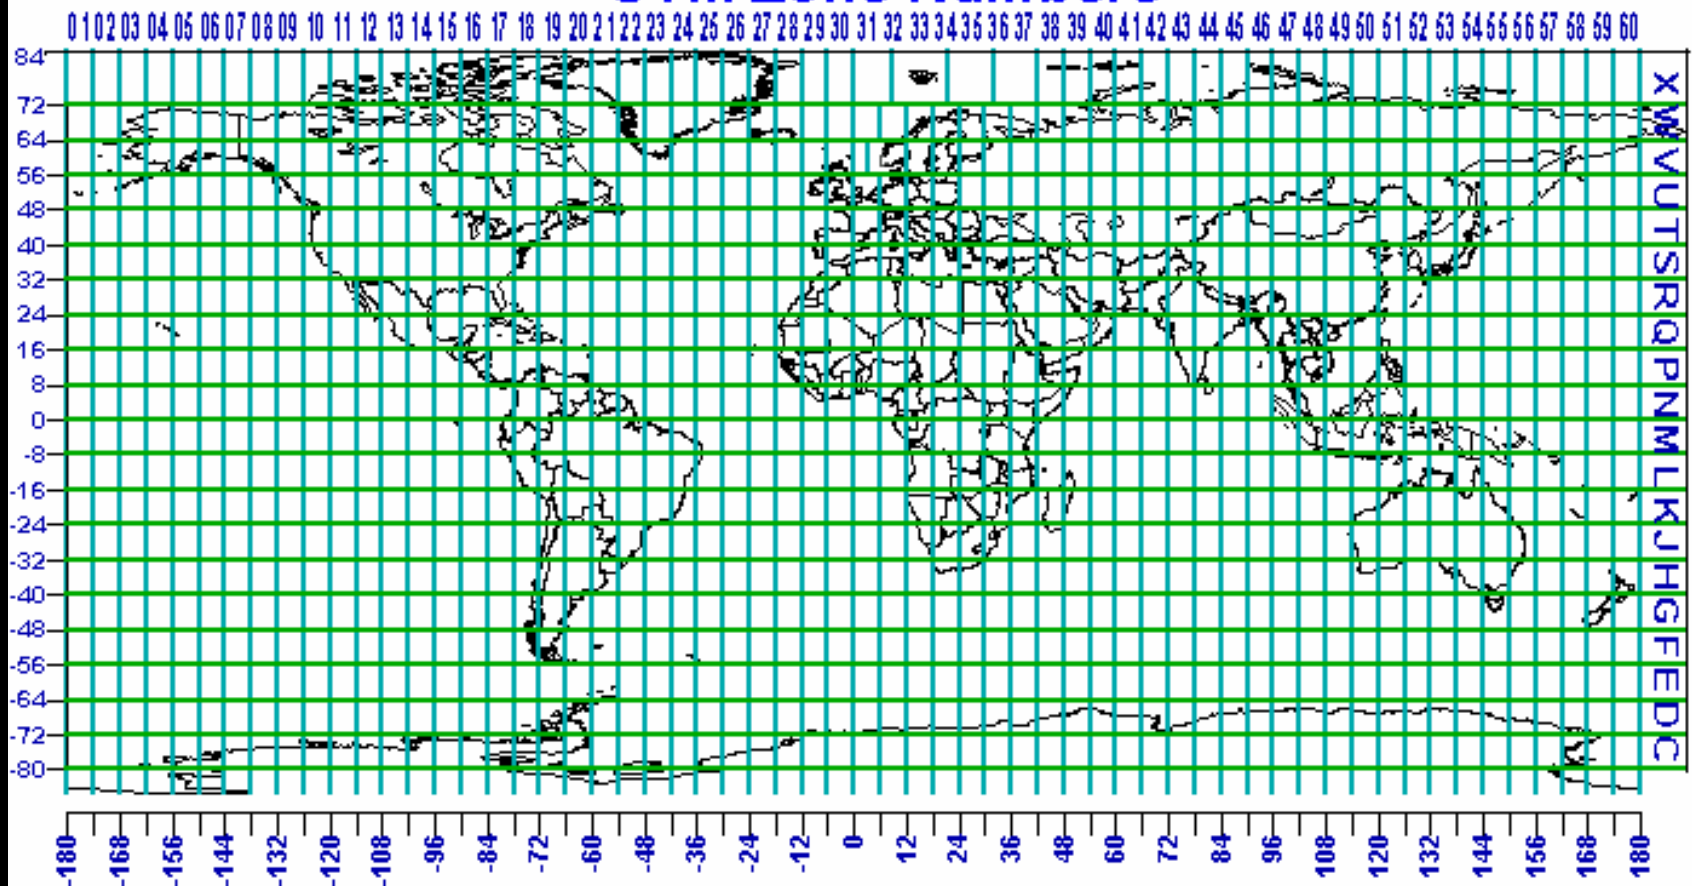 UTM Zone Numbers
01 02 03 04 05 06 07 08 09 10 11 12 13 14 15 16 17 18 19 20 21 22 23 24 25 26 27 28 29 30 31 32 33 34 35 36 37 38 39 40 41 42 43 44 45 46 47 48 49 50 51 52 53 54 55 56 57 58 59 60
84
72
64
56
48
40
32
24
16
8
0
-8
-16
-24
-32
-40
-48
-56
-64
-72
-80
X
W
V
U
T
S
R
Q
P
N
M
L
K
J
H
G
F
E
D
C
-180 -168 -156 -144 -132 -120 -108 -96 -84 -72 -60 -48 -36 -24 -12 0 12 24 36 48 60 72 84 96 108 120 132 144 156 168 180